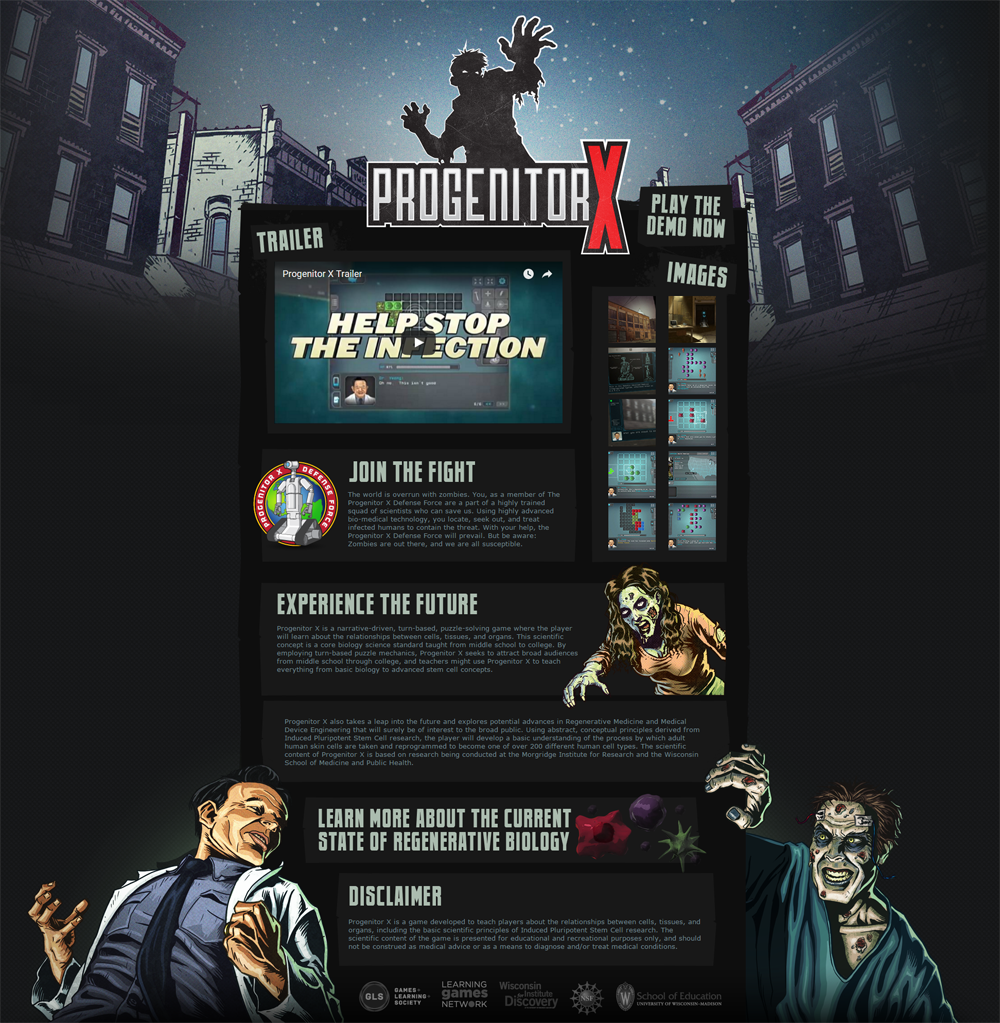 PROGENITOR X
PLAY THE
DEMO NOW
TRAILER
IMAGES
Progenitor X Trailer
HELP STOP
THE INFECTION
Oh no. This isn't good
JOIN THE FIGHT
PROGENITOR X DEFENSE FORCE
The world is overrun with zombies. You, as a member of The
Progenitor X Defense Force are a part of a highly trained
squad of scientists who can save us. Using highly advanced
bio-medical technology, you locate, seek out, and treat
infected humans to contain the threat. With your help, the
Progenitor X Defense Force will prevail. But be aware:
Zombies are out there, and we are all susceptible.
EXPERIENCE THE FUTURE
Progenitor X is a narrative-driven, turn-based, puzzle-solving game where the player
will learn about the relationships between cells, tissues, and organs. This scientific
concept is a core biology science standard taught from middle school to college. By
employing turn-based puzzle mechanics, Progenitor X seeks to attract broad audiences
from middle school through college, and teachers might use Progenitor X to teach
everything from basic biology to advanced stem cell concepts.
Progenitor X also takes a leap into the future and explores potential advances in Regenerative Medicine and Medical
Device Engineering that will surely be of interest to the broad public. Using abstract, conceptual principles derived from
Induced Pluripotent Stem Cell research, the player will develop a basic understanding of the process by which adult
human skin cells are taken and reprogrammed to become one of over 200 different human cell types. The scientific
content of Progenitor X is based on research being conducted at the Morgridge Institute for Research and the Wisconsin
School of Medicine and Public Health.
LEARN MORE ABOUT THE CURRENT
STATE OF REGENERATIVE BIOLOGY
DISCLAIMER
Progenitor X is a game developed to teach players about the relationships between cells, tissues, and
organs, including the basic scientific principles of Induced Pluripotent Stem Cell research. The
scientific content of the game is presented for educational and recreational purposes only, and should
not be construed as medical advice or as a means to diagnose and/or treat medical conditions.
GLS
GAMES+
LEARNING+
SOCIETY
LEARNING
games
NETWORK
Wisconsin
Institute
for Discovery
W
School of Education
UNIVERSITY OF WISCONSIN-MADISON